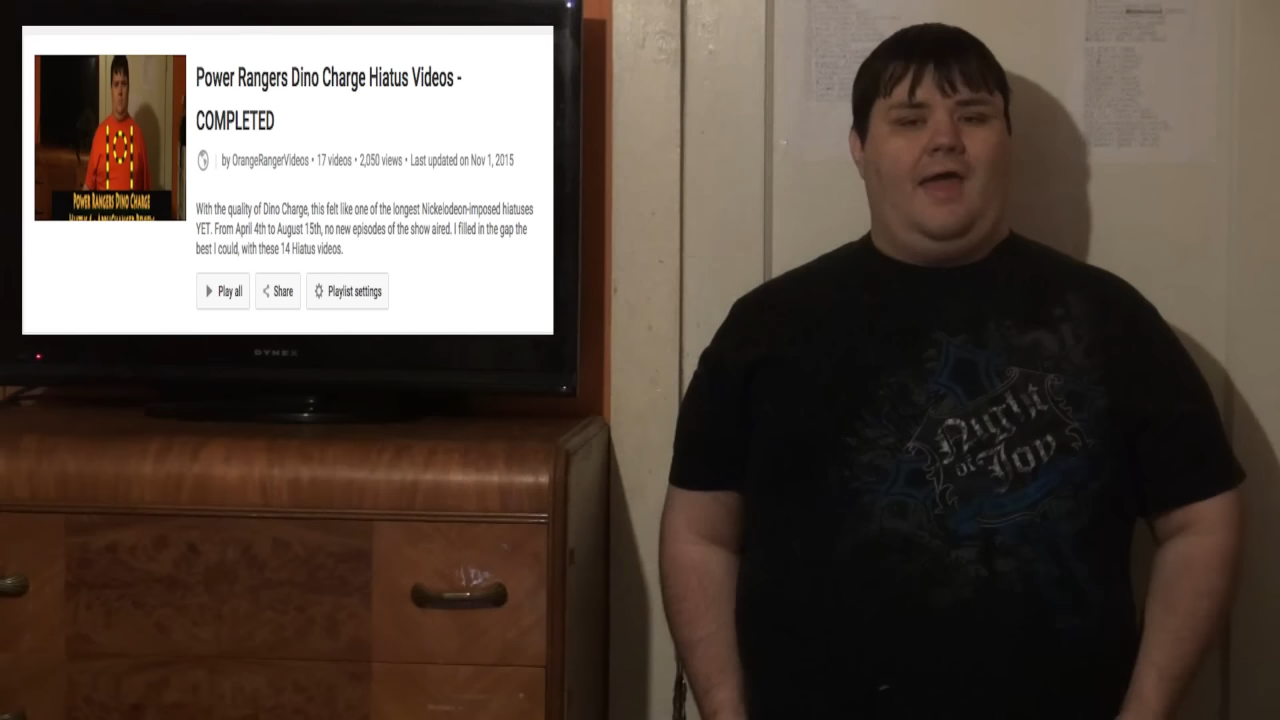 Power Rangers Dino Charge Hiatus Videos -
COMPLETED
by OrangeRangerVideos • 17 videos • 2,050 views • Last updated on Nov 1, 2015
With the quality of Dino Charge, this felt like one of the longest Nickelodeon-imposed hiatuses
YET. From April 4th to August 15th, no new episodes of the show aired. I filled in the gap the
best I could, with these 14 Hiatus videos.
Play all
Share
Playlist settings
POWER RANGERS DINO CHARGE
DYNEX
Night
of Joy